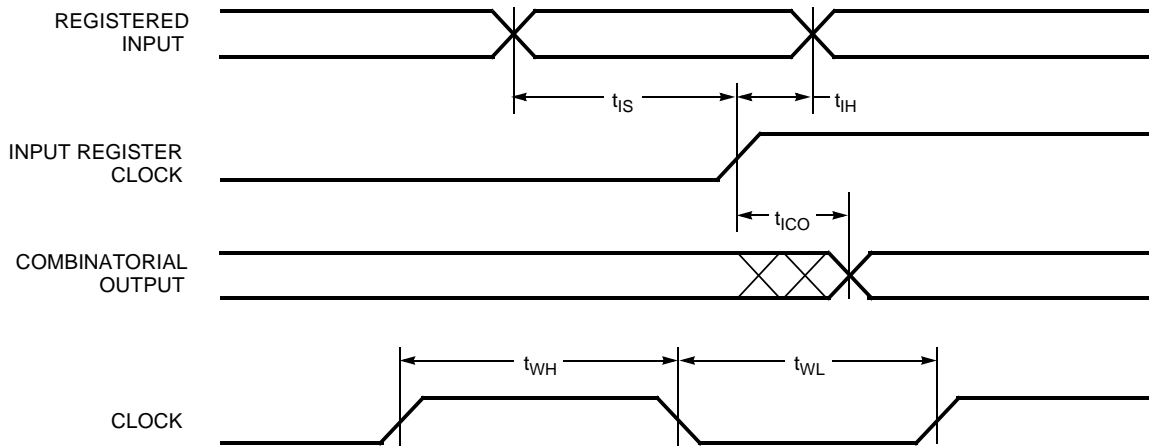 REGISTERED
INPUT
tIS
tIH
INPUT REGISTER
CLOCK
tICO
COMBINATORIAL
OUTPUT
tWH
tWL
CLOCK